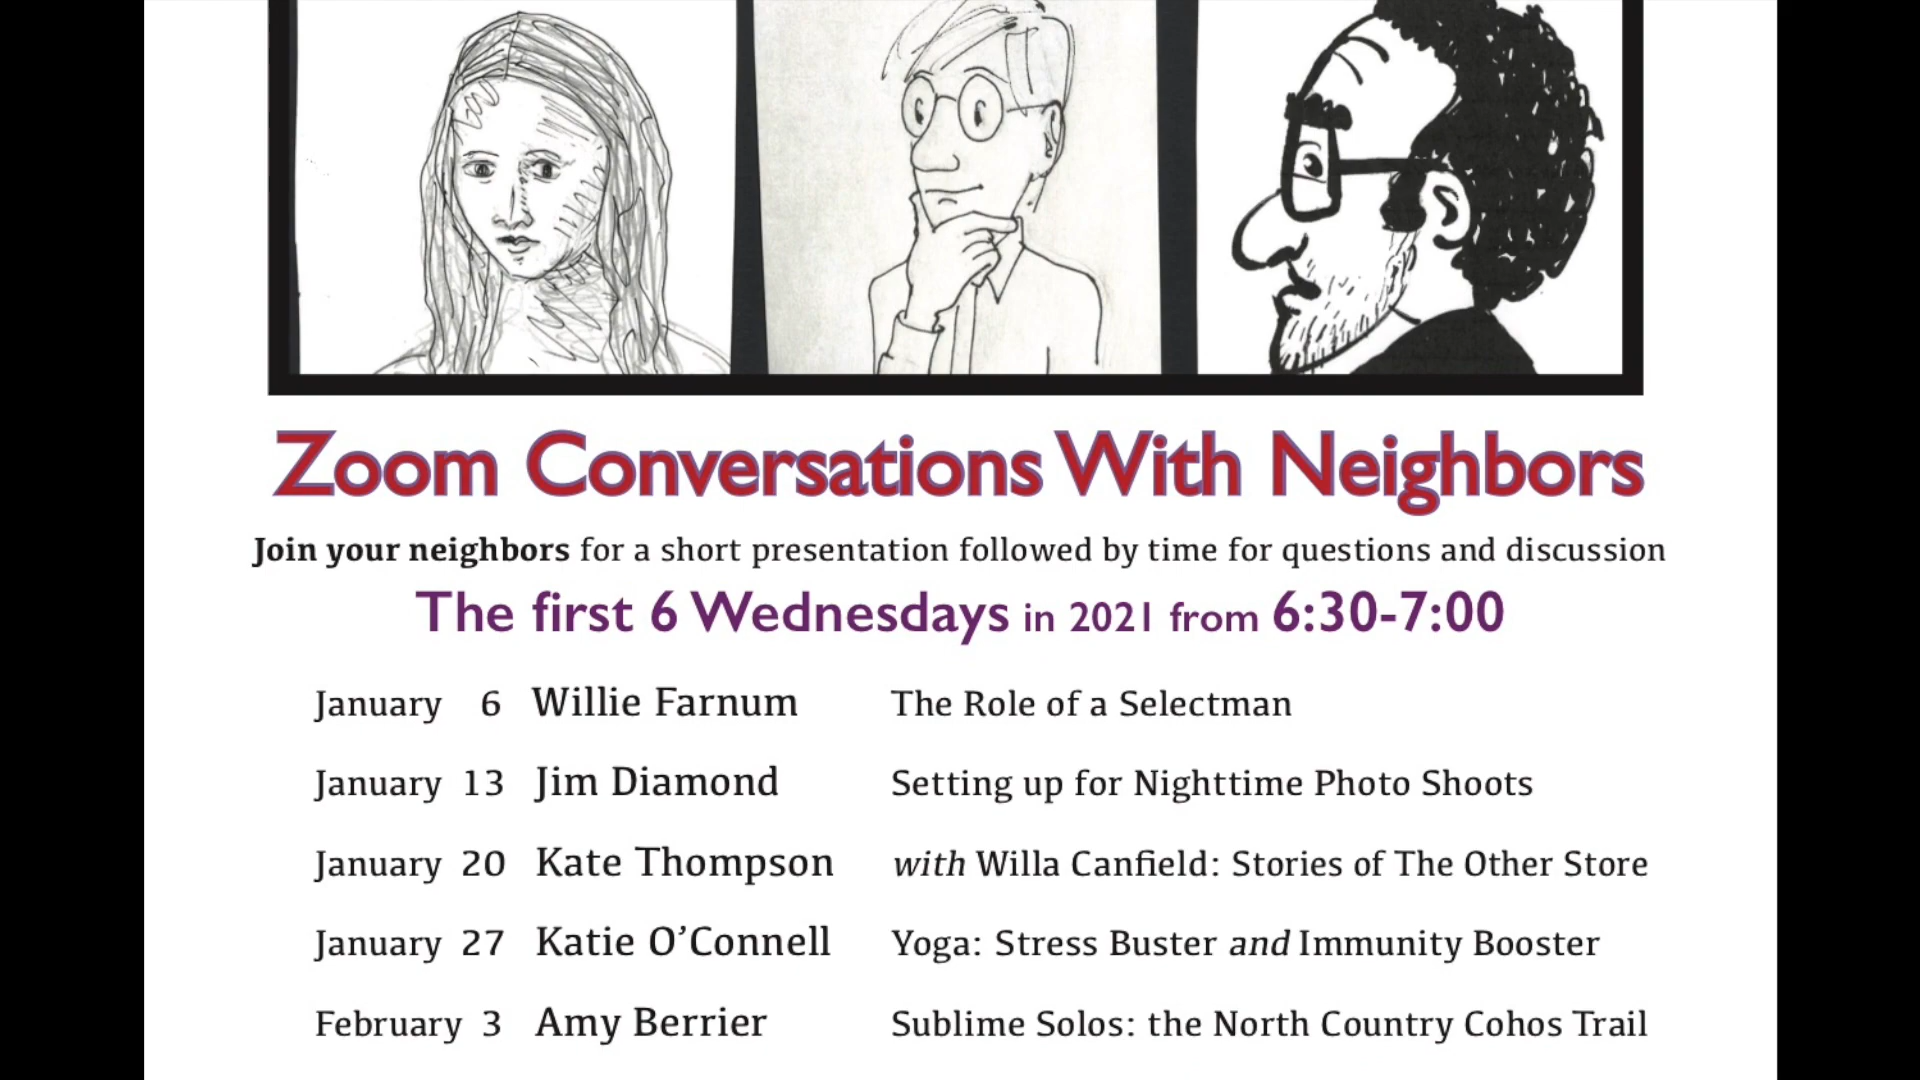 Zoom Conversations With Neighbors
Join your neighbors for a short presentation followed by time for questions and discussion
The first 6 Wednesdays in 2021 from 6:30-7:00
January 6 Willie Farnum The Role of a Selectman
January 13 Jim Diamond Setting up for Nighttime Photo Shoots
January 20 Kate Thompson with Willa Canfield: Stories of The Other Store
January 27 Katie O’Connell Yoga: Stress Buster and Immunity Booster
February 3 Amy Berrier Sublime Solos: the North Country Cohos Trail